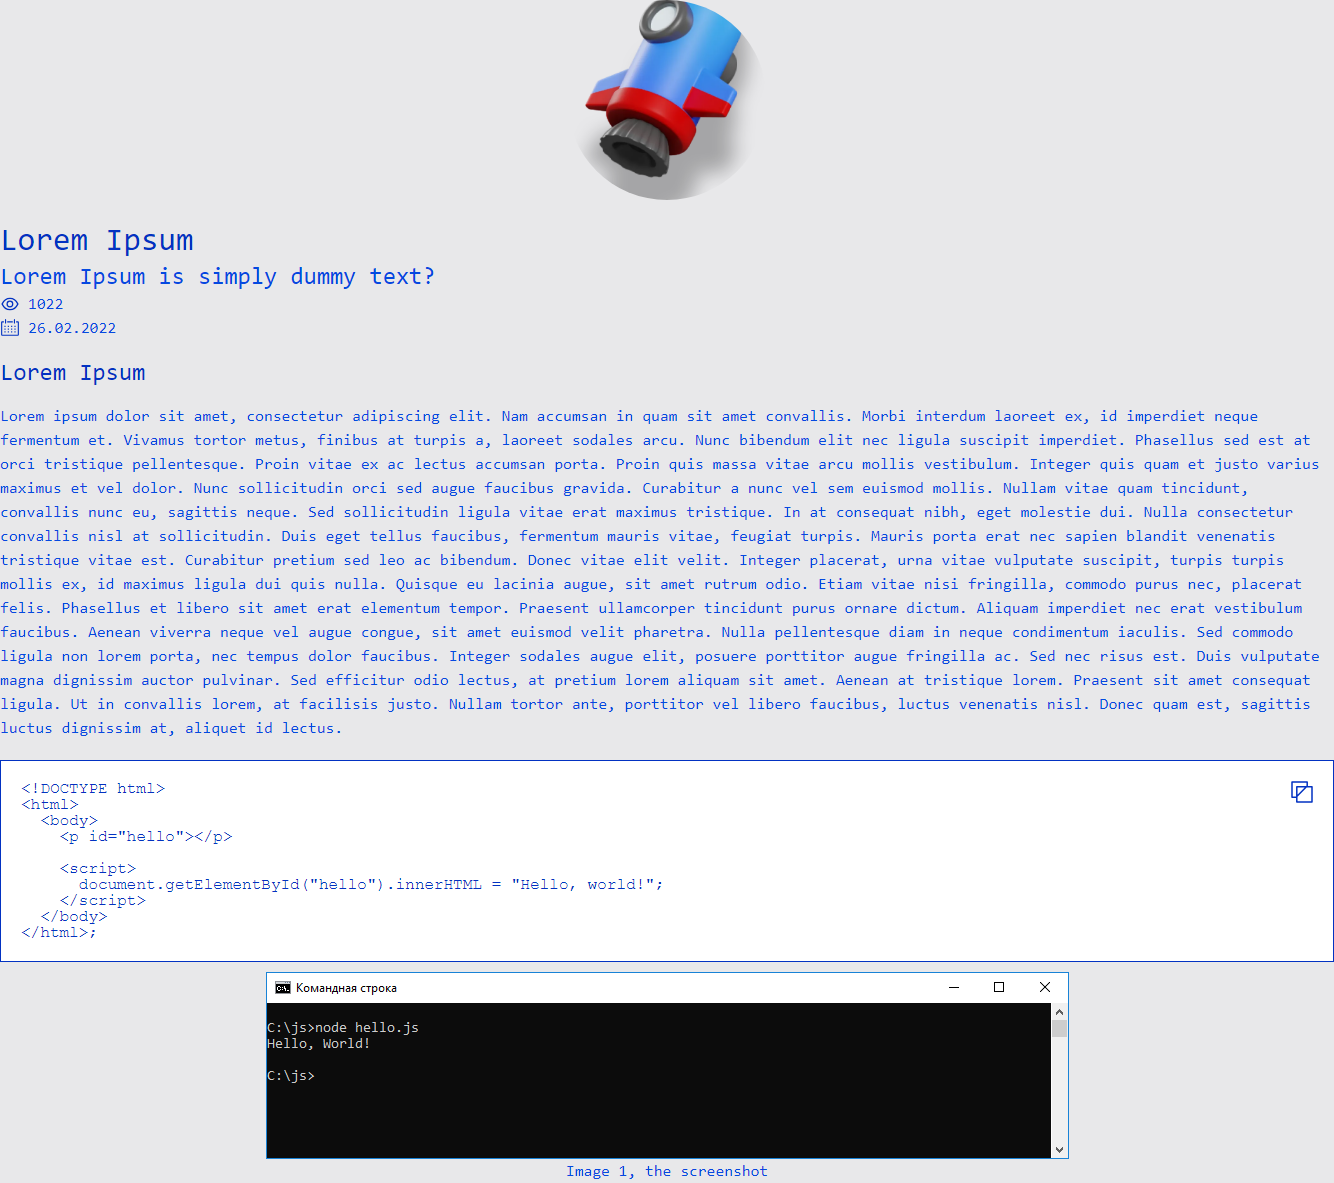 Lorem Ipsum
Lorem Ipsum is simply dummy text?
1022
26.02.2022
Lorem Ipsum
Lorem ipsum dolor sit amet, consectetur adipiscing elit. Nam accumsan in quam sit amet convallis. Morbi interdum laoreet ex, id imperdiet neque
fermentum et. Vivamus tortor metus, finibus at turpis a, laoreet sodales arcu. Nunc bibendum elit nec ligula suscipit imperdiet. Phasellus sed est at
orci tristique pellentesque. Proin vitae ex ac lectus accumsan porta. Proin quis massa vitae arcu mollis vestibulum. Integer quis quam et justo varius
maximus et vel dolor. Nunc sollicitudin orci sed augue faucibus gravida. Curabitur a nunc vel sem euismod mollis. Nullam vitae quam tincidunt,
convallis nunc eu, sagittis neque. Sed sollicitudin ligula vitae erat maximus tristique. In at consequat nibh, eget molestie dui. Nulla consectetur
convallis nisl at sollicitudin. Duis eget tellus faucibus, fermentum mauris vitae, feugiat turpis. Mauris porta erat nec sapien blandit venenatis
tristique vitae est. Curabitur pretium sed leo ac bibendum. Donec vitae elit velit. Integer placerat, urna vitae vulputate suscipit, turpis turpis
mollis ex, id maximus ligula dui quis nulla. Quisque eu lacinia augue, sit amet rutrum odio. Etiam vitae nisi fringilla, commodo purus nec, placerat
felis. Phasellus et libero sit amet erat elementum tempor. Praesent ullamcorper tincidunt purus ornare dictum. Aliquam imperdiet nec erat vestibulum
faucibus. Aenean viverra neque vel augue congue, sit amet euismod velit pharetra. Nulla pellentesque diam in neque condimentum iaculis. Sed commodo
ligula non lorem porta, nec tempus dolor faucibus. Integer sodales augue elit, posuere porttitor augue fringilla ac. Sed nec risus est. Duis vulputate
magna dignissim auctor pulvinar. Sed efficitur odio lectus, at pretium lorem aliquam sit amet. Aenean at tristique lorem. Praesent sit amet consequat
ligula. Ut in convallis lorem, at facilisis justo. Nullam tortor ante, porttitor vel libero faucibus, luctus venenatis nisl. Donec quam est, sagittis
luctus dignissim at, aliquet id lectus.
<!DOCTYPE html>
<html>
  <body>
    <p id="hello"></p>
    <script>
      document.getElementById("hello").innerHTML = "Hello, world!";
    </script>
  </body>
</html>;
C:\. Командная строка
C:\js>node hello.js
Hello, World!
C:\js>
Image 1, the screenshot